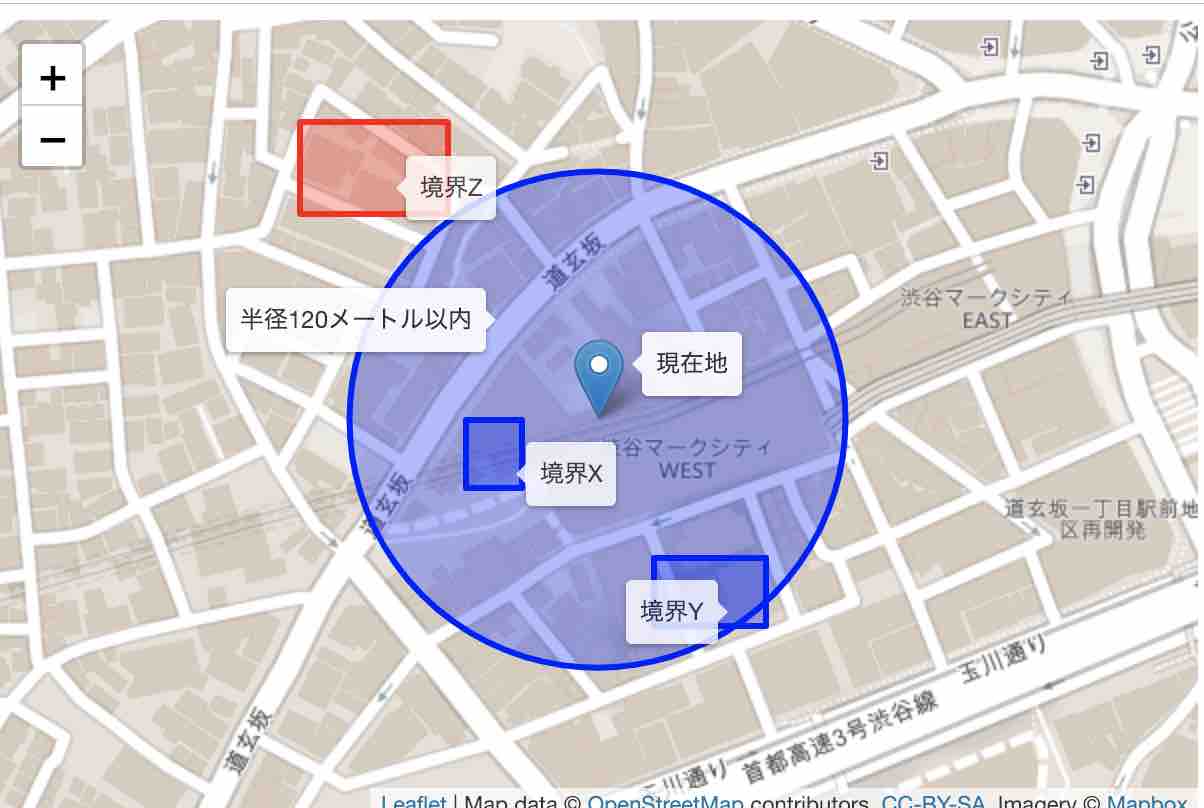 +
−
境界Z
道玄坂
半径120メートル以内
渋谷マークシティ
EAST
現在地
境界X
谷マークシティ
WEST
道玄坂
道玄坂一丁目駅前地
区再開発
境界Y
玉川通り
首都高速3号渋谷線
道玄坂
玉川通り
Leaflet | Map data © OpenStreetMap contributors, CC-BY-SA, Imagery © Mapbox